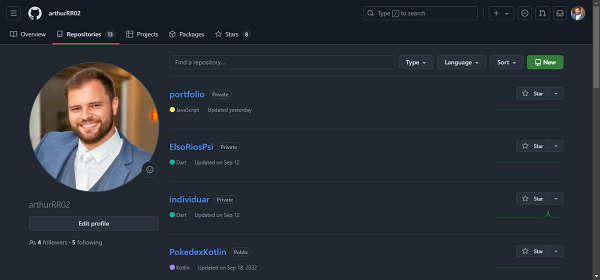 arthurRR02
Type / to search
Overview Repositories 13 Projects Packages Stars 8
Find a repository... Type Language Sort New
portfolio Private Star
JavaScript Updated yesterday
ElsoRiosPsi Private Star
Dart Updated on Sep 12
individuar Private Star
Dart Updated on Sep 12
PokedexKotlin Public Star
Kotlin Updated on Sep 18, 2022
arthurRR02
Edit profile
4 followers · 5 following